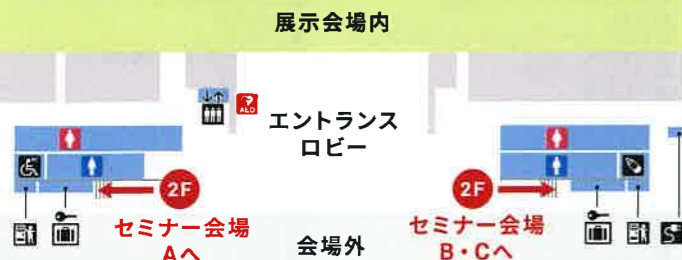 展示会場内
AED
エントランス
ロビー
2F
セミナー会場
Aへ
2F
セミナー会場
B・Cへ
会場外